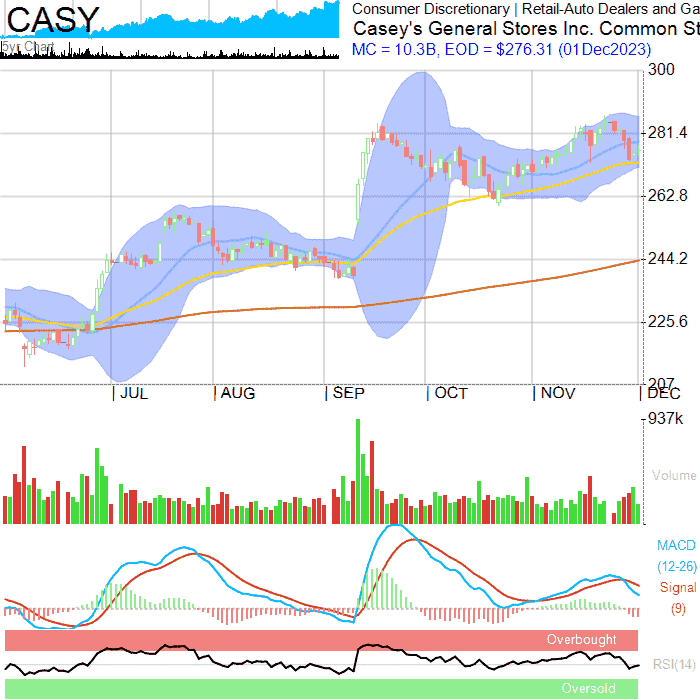 CASY
5yr Chart
Consumer Discretionary | Retail-Auto Dealers and Ga
Casey's General Stores Inc. Common St
MC = 10.3B, EOD = $276.31 (01Dec2023)
300
281.4
262.8
244.2
225.6
207
| JUL | AUG | SEP | OCT | NOV | DEC
937k
Volume
MACD
(12-26)
Signal
(9)
Overbought
RSI(14)
Oversold